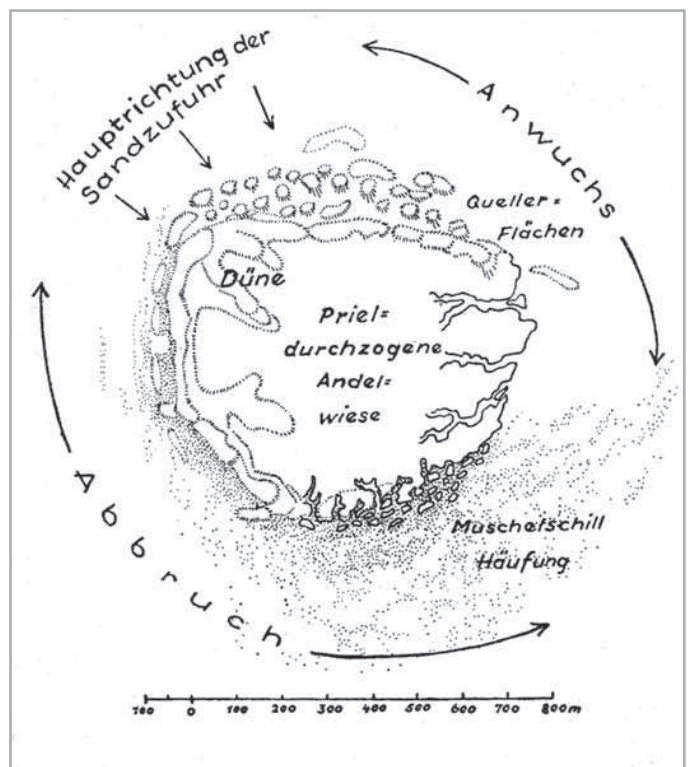 Hauptrichtung der
Sandzufuhr
Anwuchs
Queller=
Flächen
Düne
Priel=
durchzogene
Andel=
wiese
Abbruch
Muschelschill
Häufung
100 0 100 200 300 400 500 600 700 800m